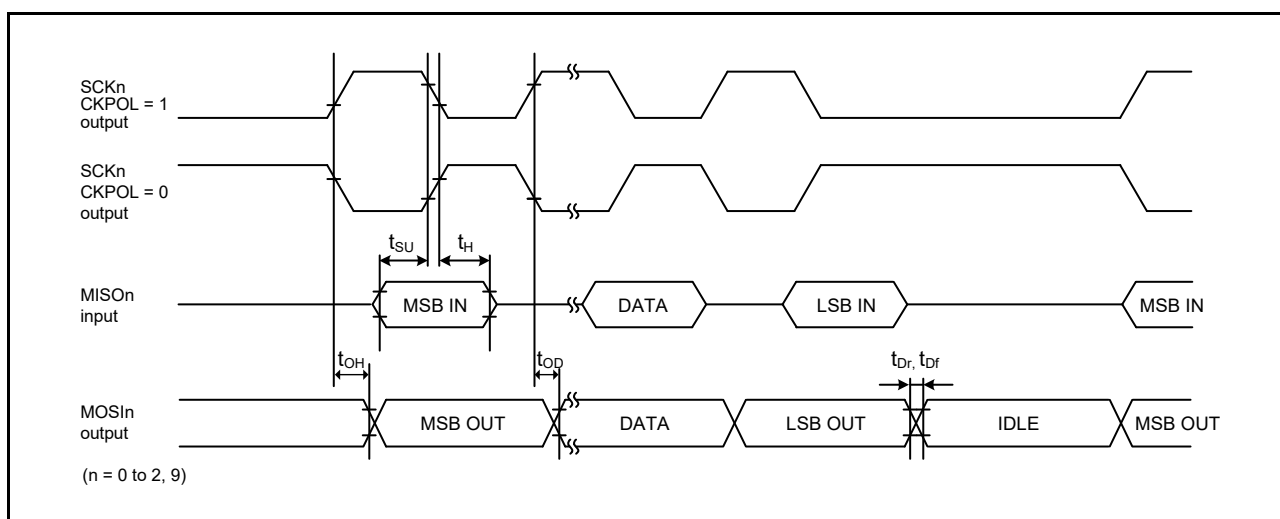 SCKn
CKPOL = 1
output
SCKn
CKPOL = 0
output
tSU
tH
MISOn
input
MSB IN
DATA
LSB IN
MSB IN
tOH
tOD
tDr, tDf
MOSIn
output
MSB OUT
DATA
LSB OUT
IDLE
MSB OUT
(n = 0 to 2, 9)